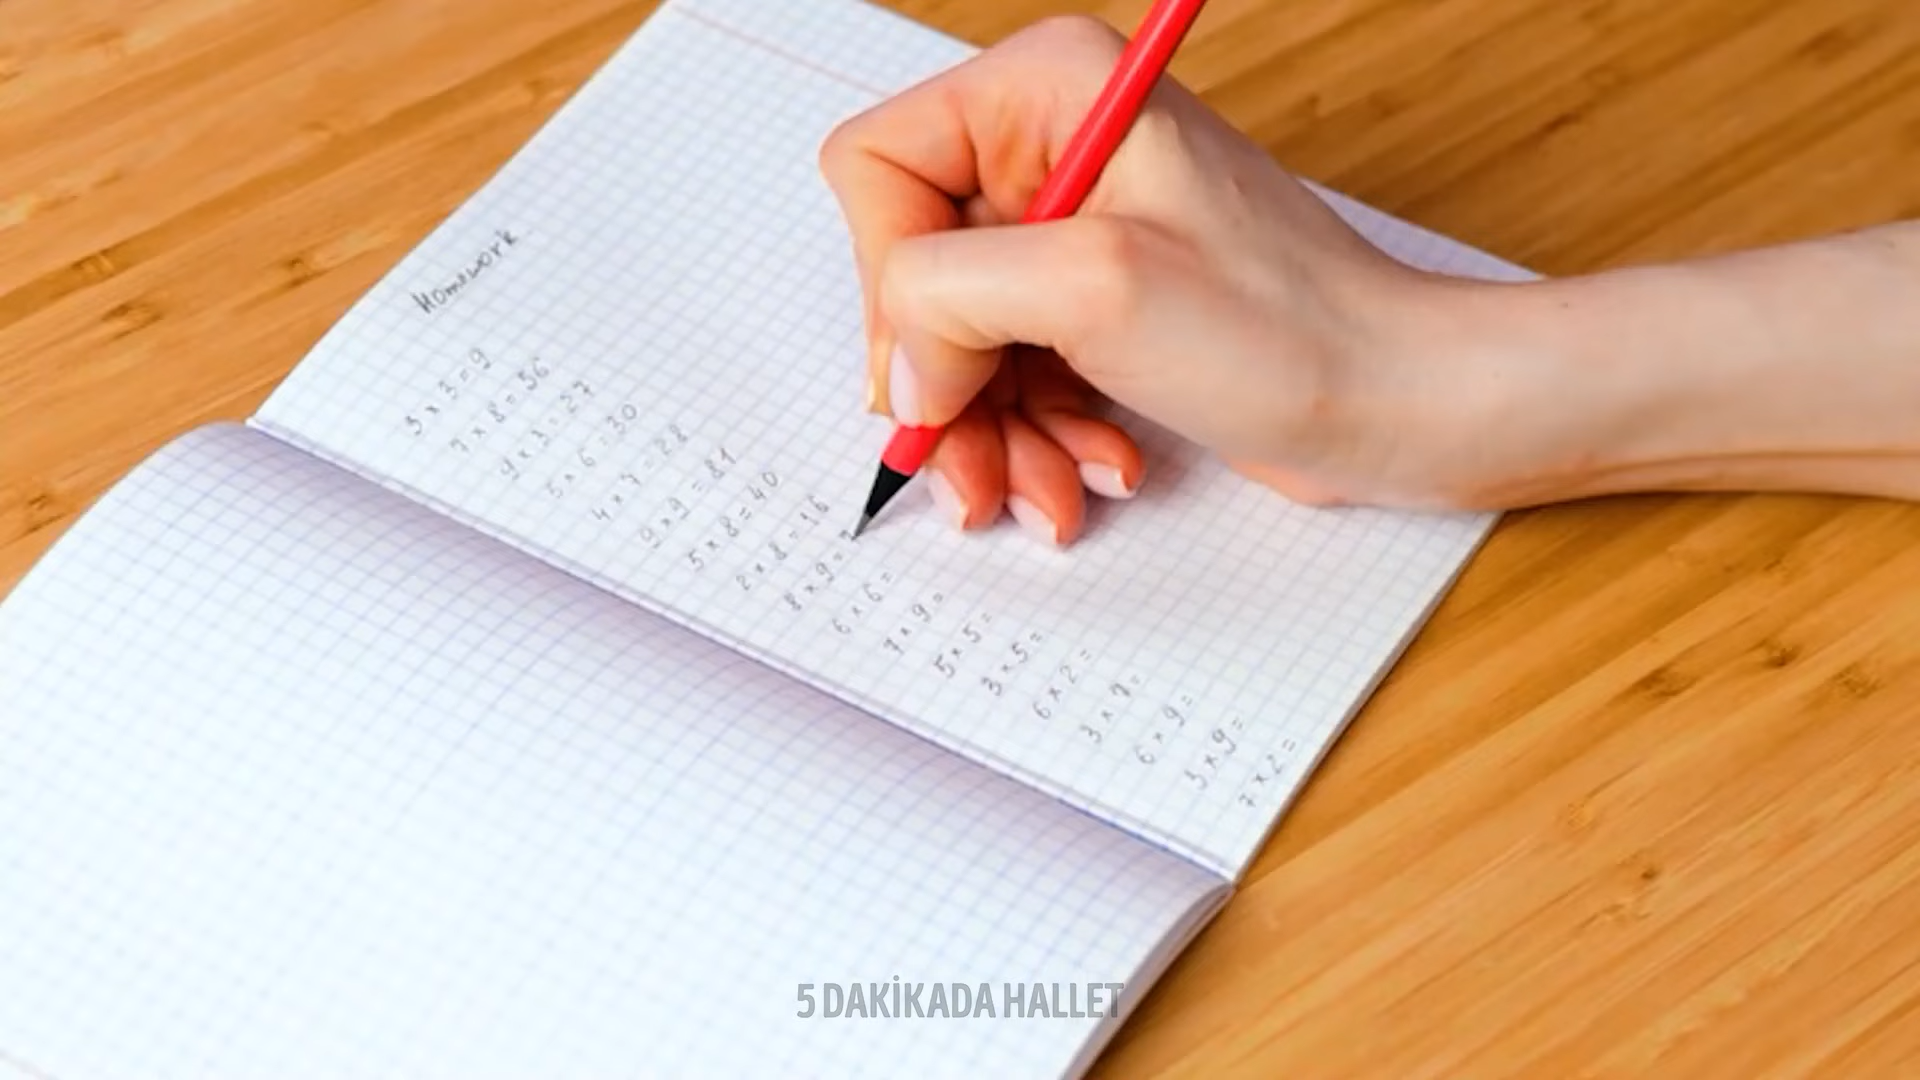 Homework
3 x 3 = 9
7 x 8 = 56
9 x 3 = 27
5 x 6 = 30
4 x 7 = 28
9 x 9 = 81
5 x 8 = 40
2 x 8 = 16
8 x 9 = 7
6 x 6 =
7 x 9 =
5 x 5 =
3 x 5 =
6 x 2 =
3 x 7 =
6 x 9 =
3 x 9 =
7 x 2 =
5 DAKİKADA HALLET